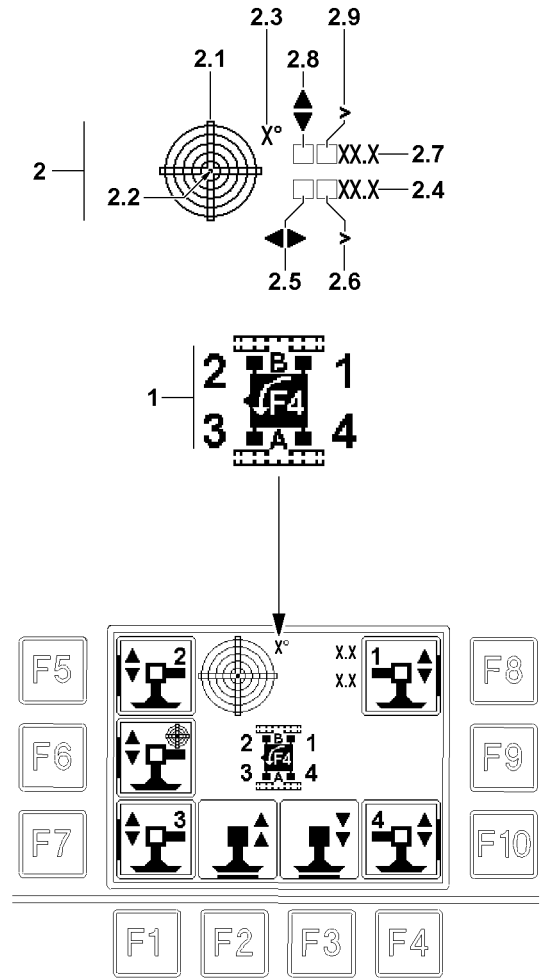 2.3 2.9
2.1 2.8
X° >
XX.X 2.7
2
2.2 XX.X 2.4
>
2.5 2.6
2 B 1
1 F4
3 A 4
F5 2 X° X.X 1 F8
X.X
F6 2 B 1 F9
F4
3 A 4
F7 3 4 F10
F1 F2 F3 F4